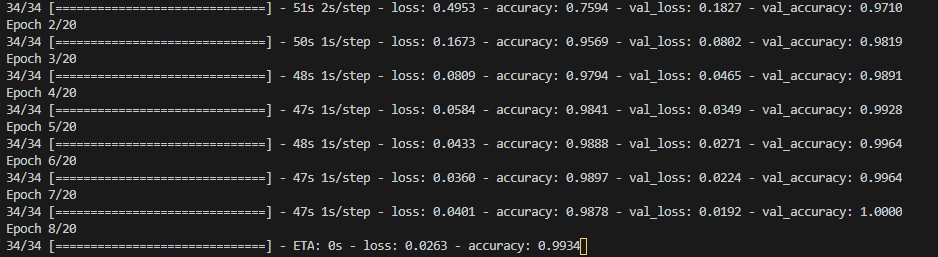 34/34 [==============================] - 51s 2s/step - loss: 0.4953 - accuracy: 0.7594 - val_loss: 0.1827 - val_accuracy: 0.9710
Epoch 2/20
34/34 [==============================] - 50s 1s/step - loss: 0.1673 - accuracy: 0.9569 - val_loss: 0.0802 - val_accuracy: 0.9819
Epoch 3/20
34/34 [==============================] - 48s 1s/step - loss: 0.0809 - accuracy: 0.9794 - val_loss: 0.0465 - val_accuracy: 0.9891
Epoch 4/20
34/34 [==============================] - 47s 1s/step - loss: 0.0584 - accuracy: 0.9841 - val_loss: 0.0349 - val_accuracy: 0.9928
Epoch 5/20
34/34 [==============================] - 48s 1s/step - loss: 0.0433 - accuracy: 0.9888 - val_loss: 0.0271 - val_accuracy: 0.9964
Epoch 6/20
34/34 [==============================] - 47s 1s/step - loss: 0.0360 - accuracy: 0.9897 - val_loss: 0.0224 - val_accuracy: 0.9964
Epoch 7/20
34/34 [==============================] - 47s 1s/step - loss: 0.0401 - accuracy: 0.9878 - val_loss: 0.0192 - val_accuracy: 1.0000
Epoch 8/20
34/34 [==============================] - ETA: 0s - loss: 0.0263 - accuracy: 0.9934